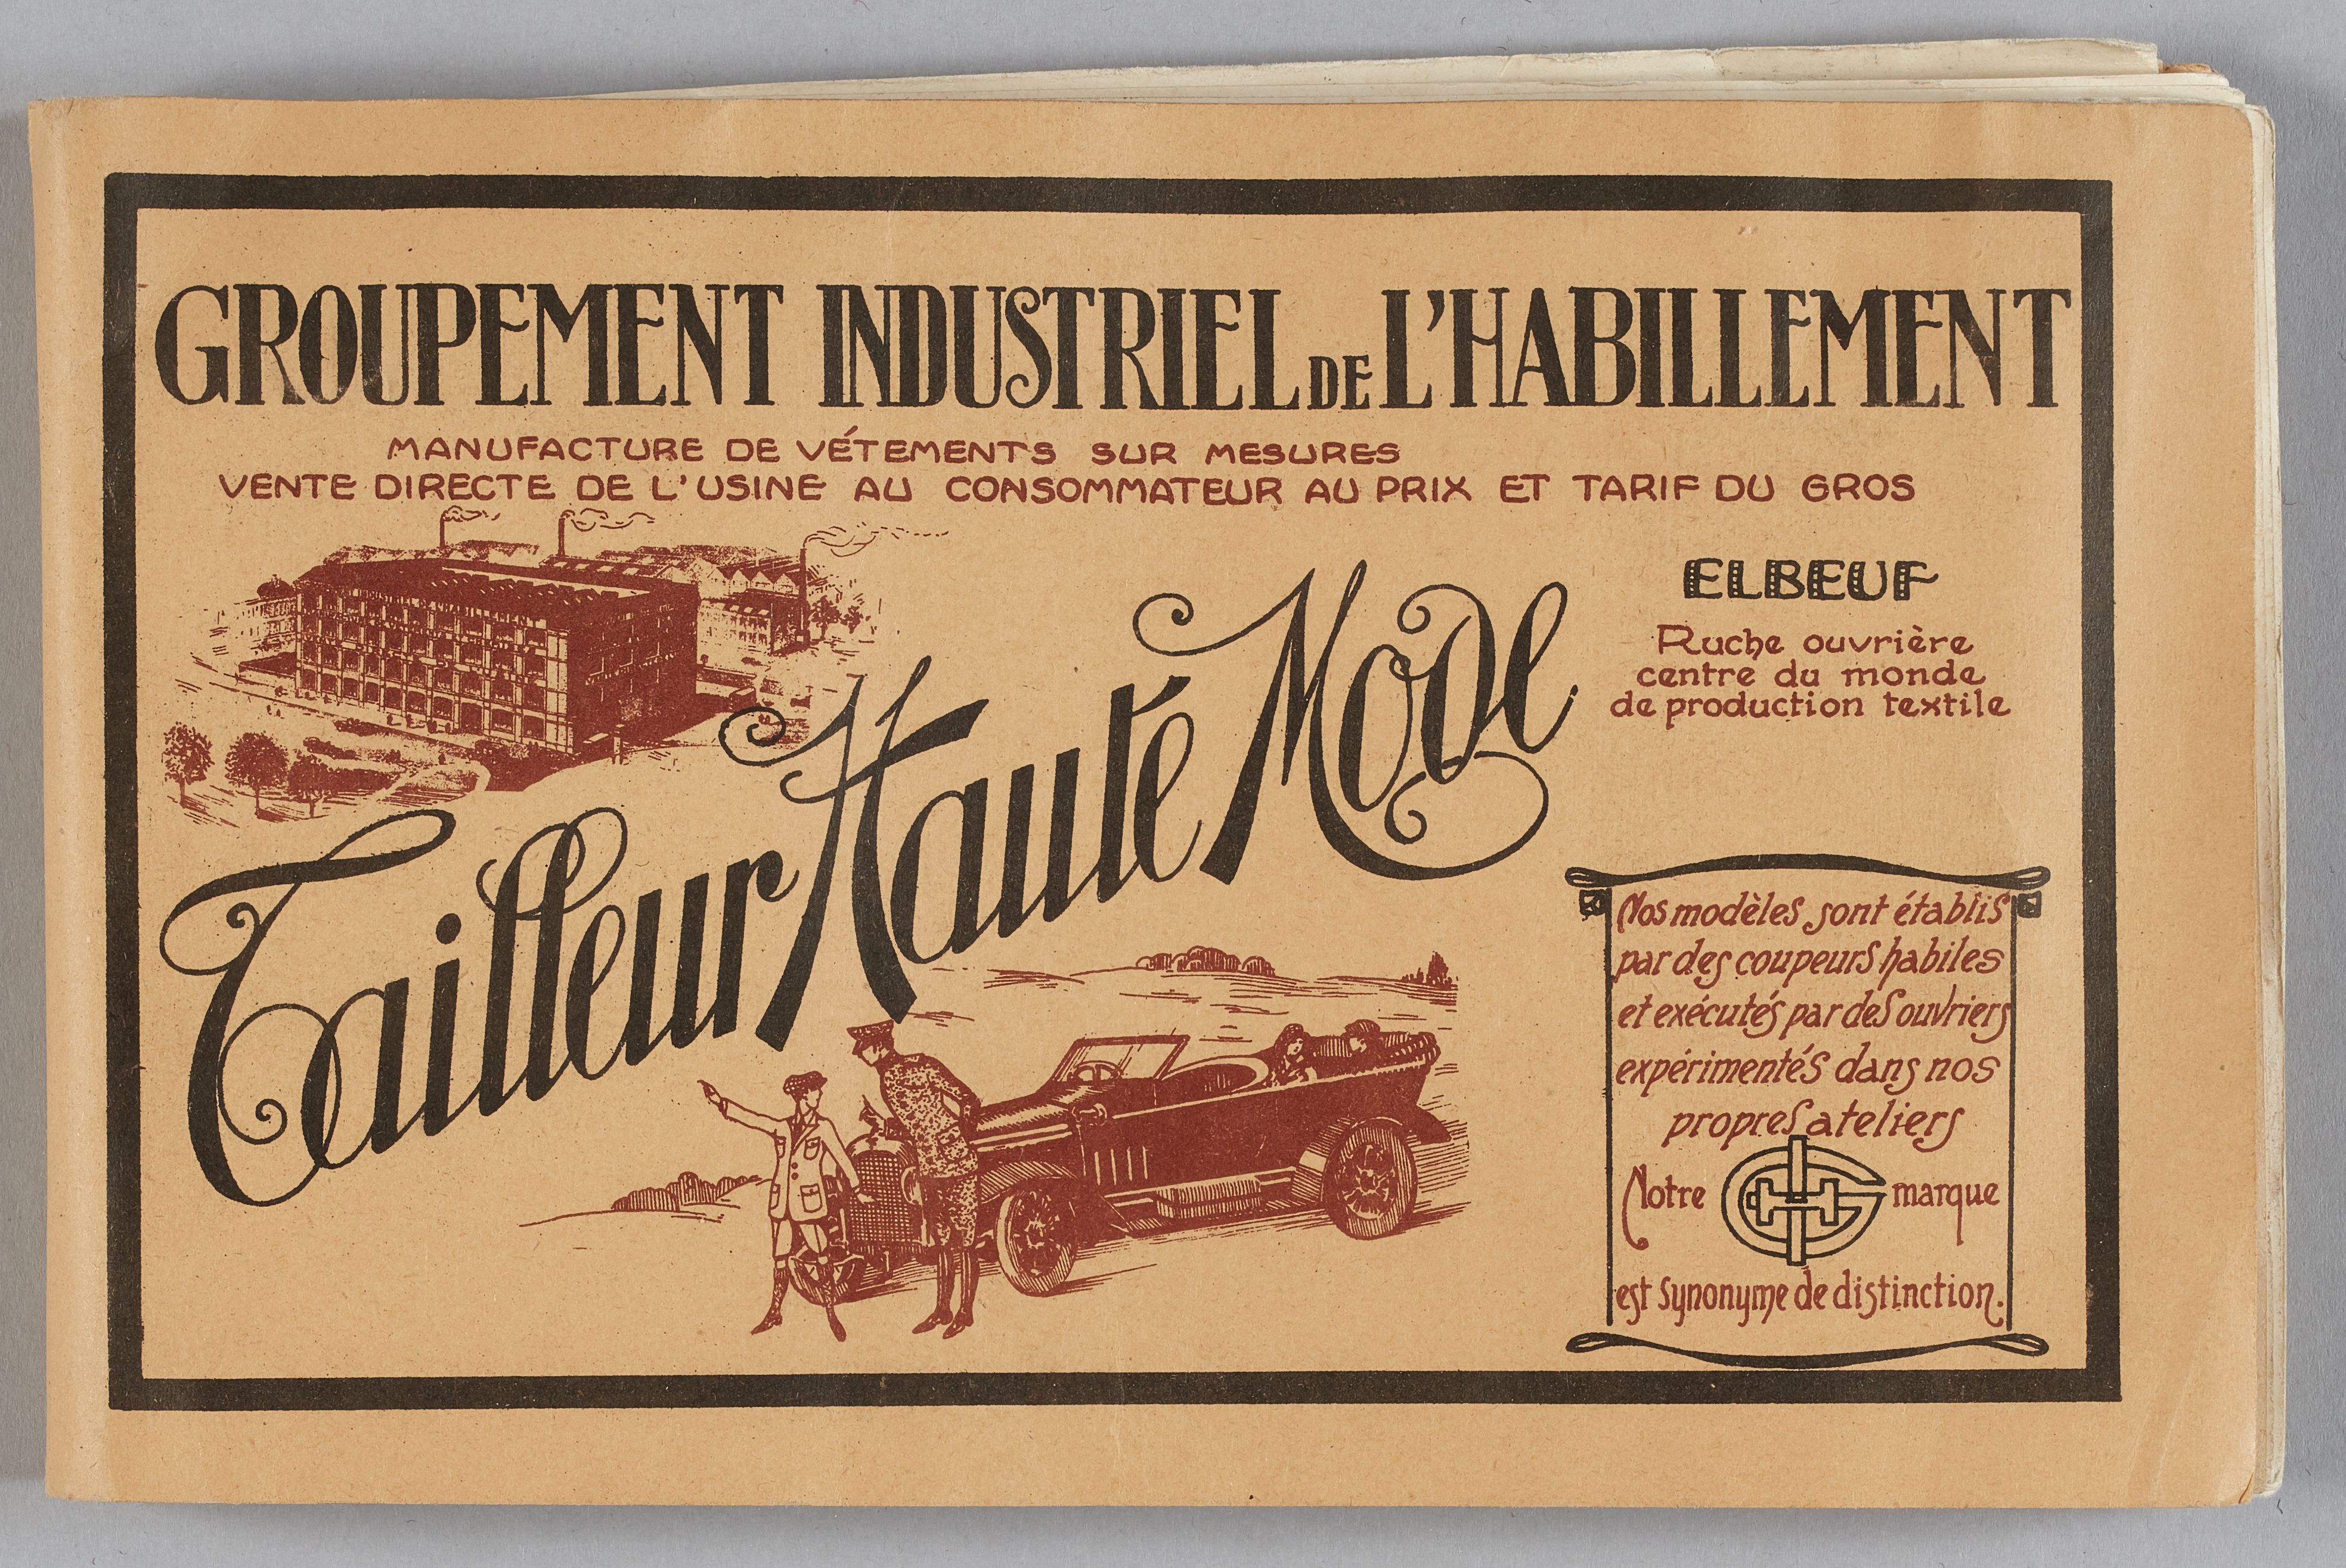 GROUPEMENT INDUSTRIEL DE L'HABILLEMENT
MANUFACTURE DE VÉTEMENTS SUR MESURES
VENTE DIRECTE DE L'USINE AU CONSOMMATEUR AU PRIX ET TARIF DU GROS
Tailleur Haute Mode
ELBEUF
Ruche ouvrière
centre du monde
de production textile
Nos modèles sont établis
par des coupeurs habiles
et exécutés par des ouvriers
expérimentés dans nos
propres ateliers
Notre GIH marque
est synonyme de distinction.